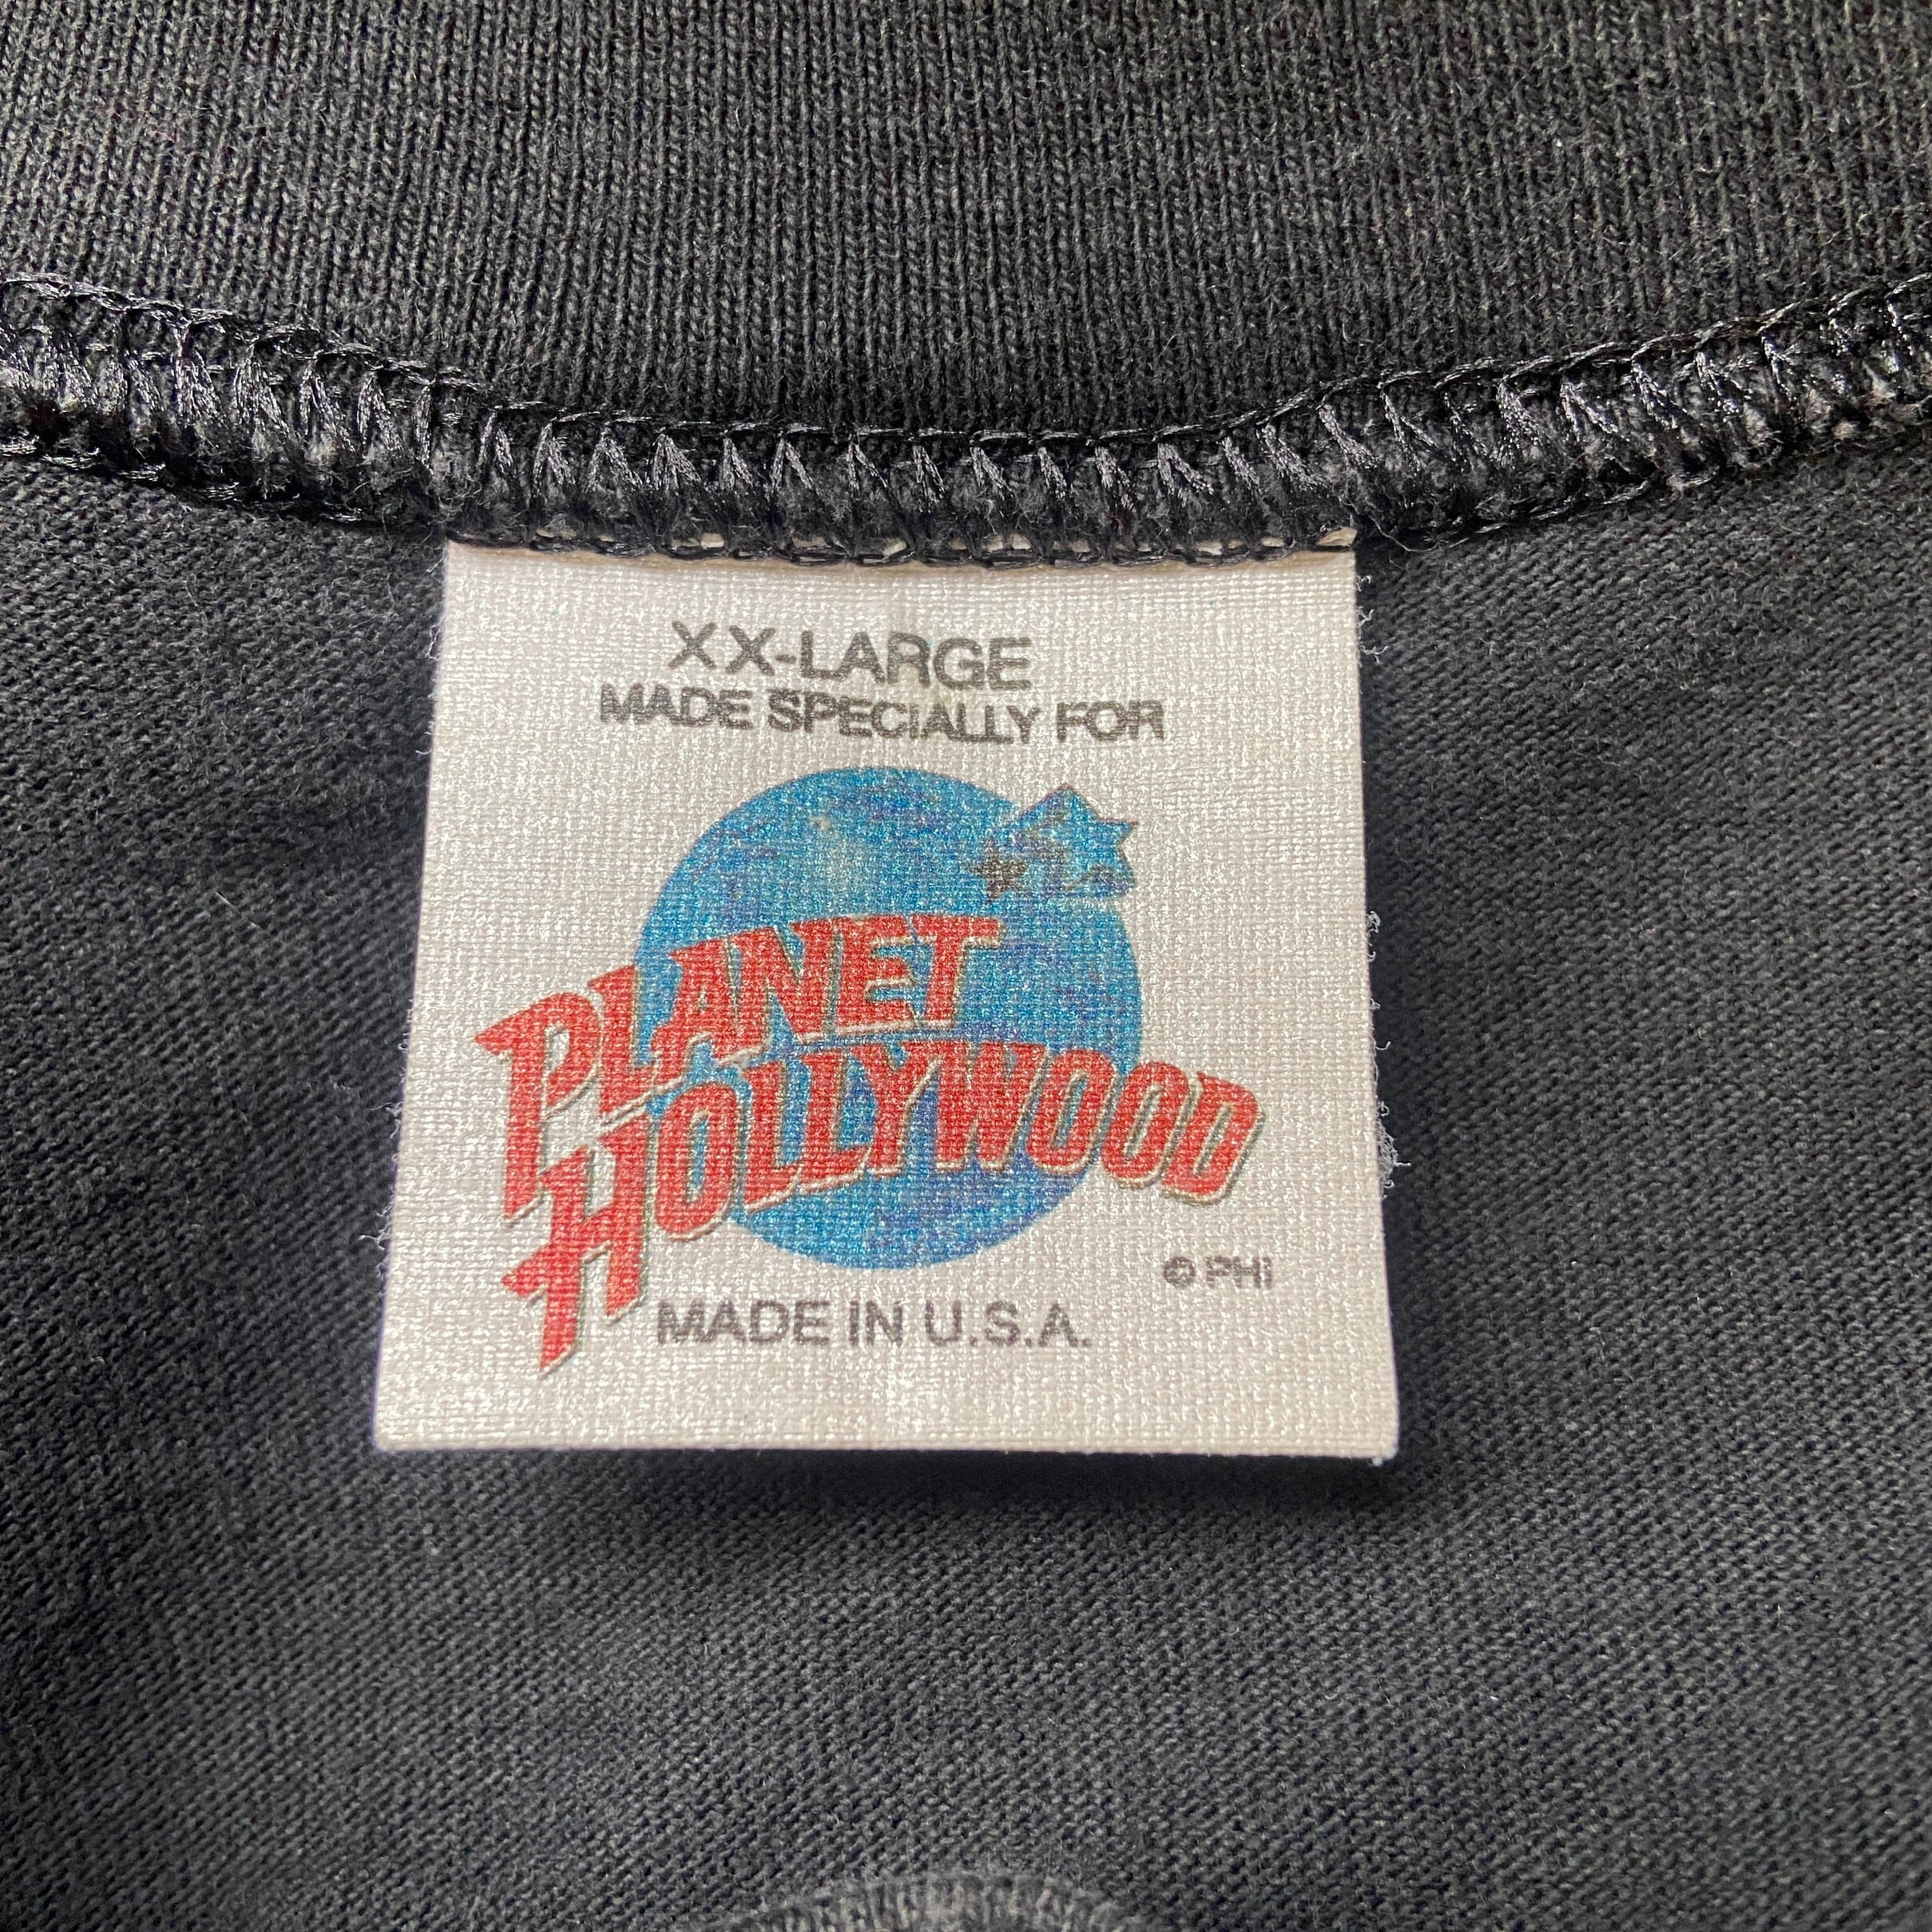 XX-LARGE
MADE SPECIALLY FOR
PLANET
HOLLYWOOD
© PHI
MADE IN U.S.A.